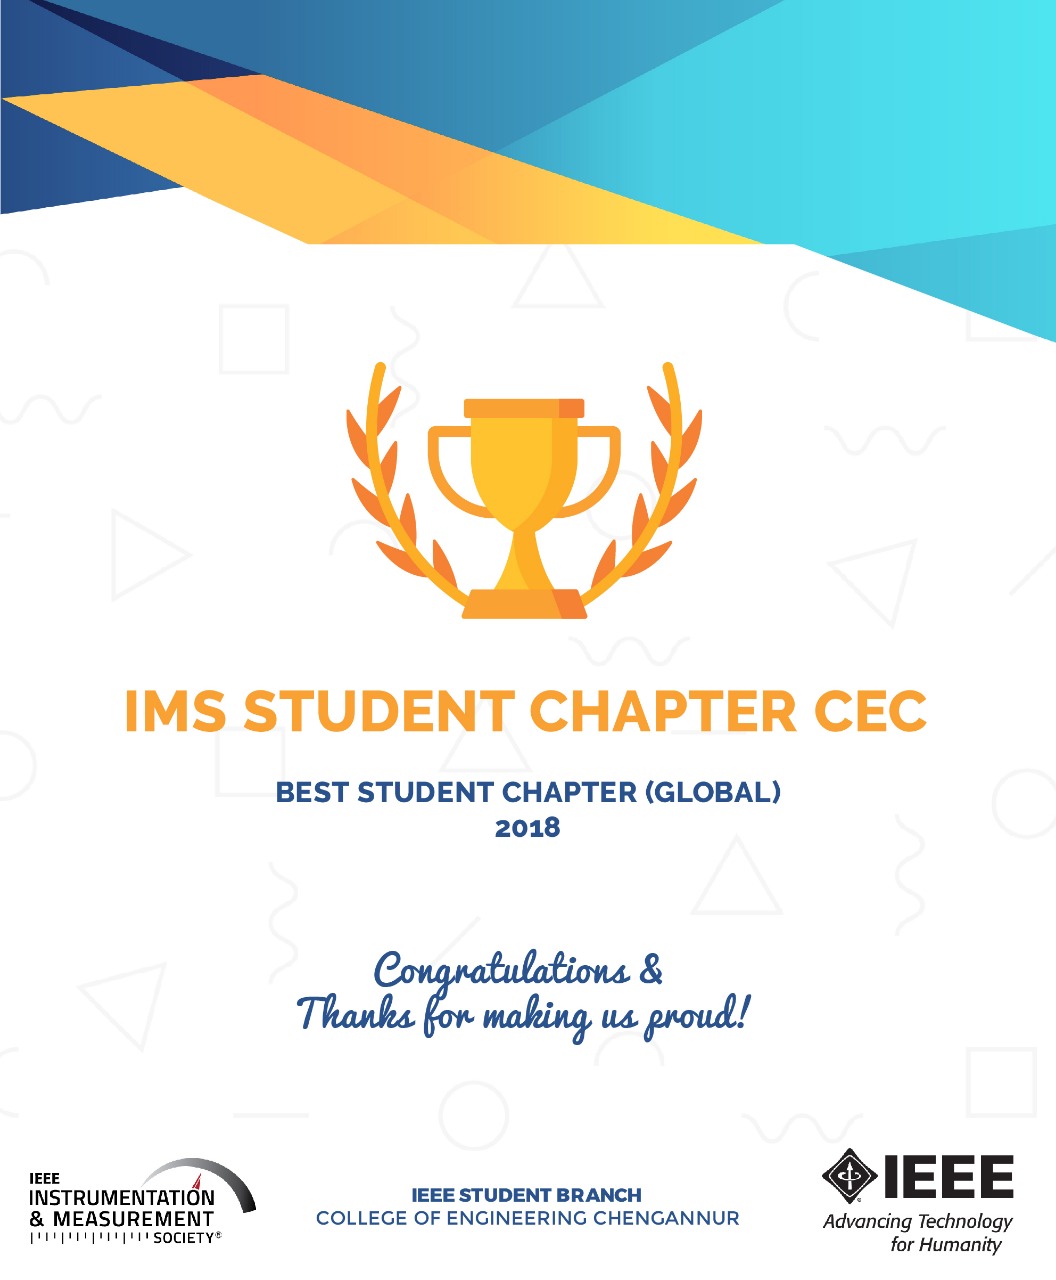 IMS STUDENT CHAPTER CEC
BEST STUDENT CHAPTER (GLOBAL)
2018
Congratulations &
Thanks for making us proud!
IEEE
INSTRUMENTATION
& MEASUREMENT
SOCIETY®
IEEE STUDENT BRANCH
COLLEGE OF ENGINEERING CHENGANNUR
IEEE
Advancing Technology
for Humanity